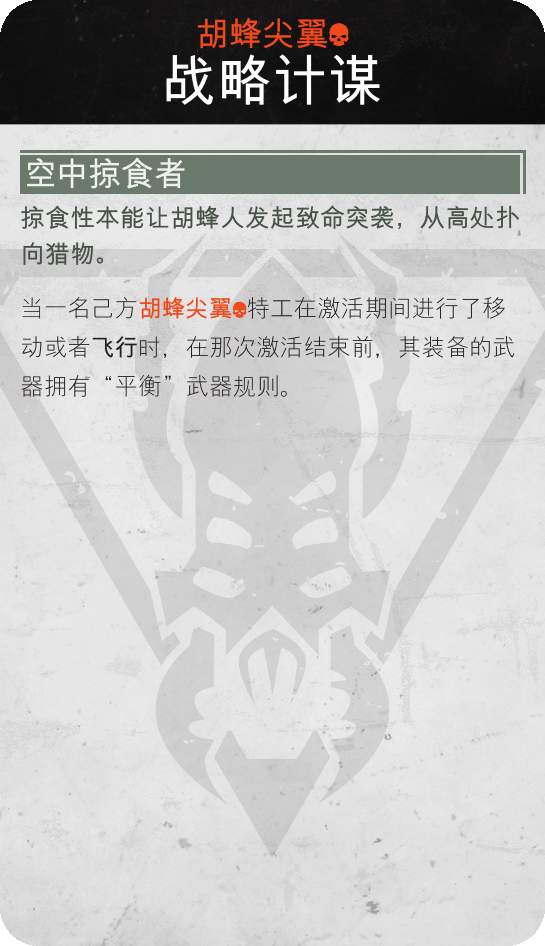 胡蜂尖翼
战略计谋
空中掠食者
掠食性本能让胡蜂人发起致命突袭，从高处扑
向猎物。
当一名己方胡蜂尖翼特工在激活期间进行了移
动或者飞行时，在那次激活结束前，其装备的武
器拥有“平衡”武器规则。